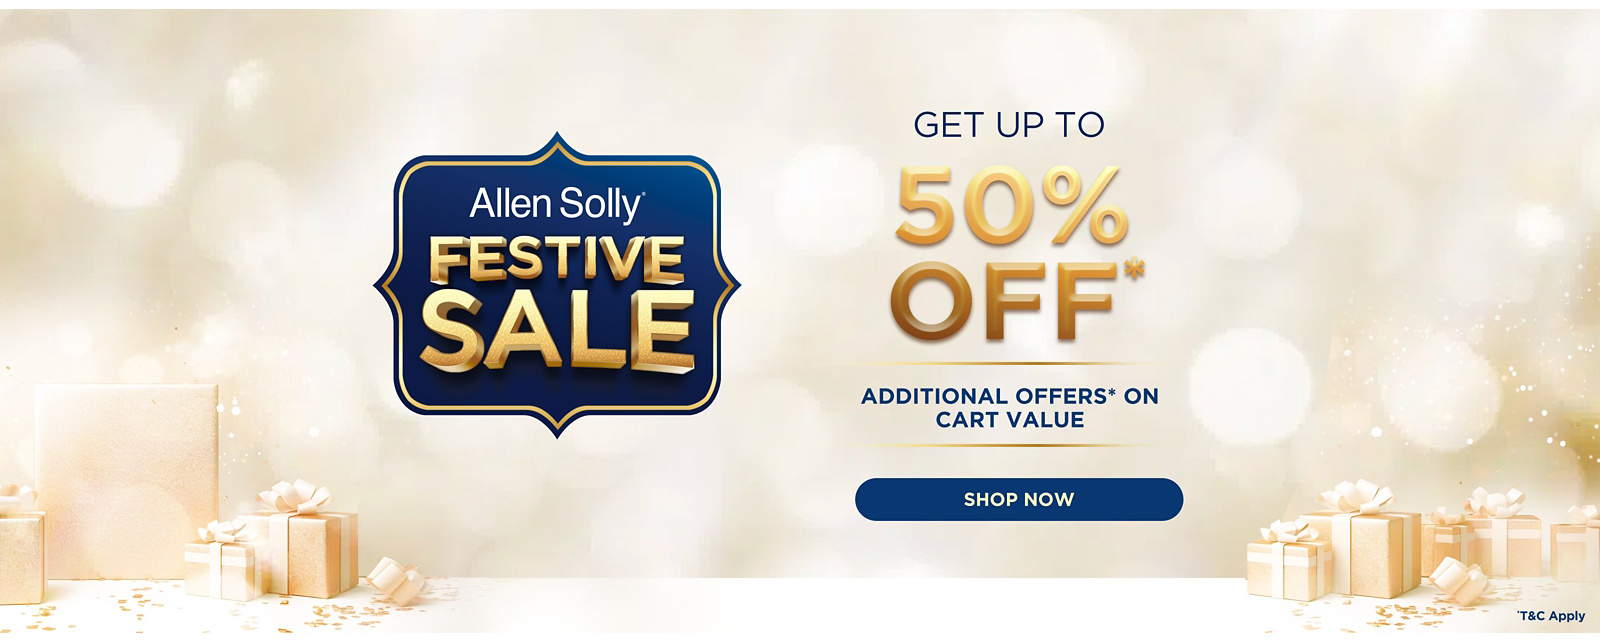 Allen Solly®
FESTIVE
SALE
GET UP TO
50%
OFF*
ADDITIONAL OFFERS* ON
CART VALUE
SHOP NOW
*T&C Apply